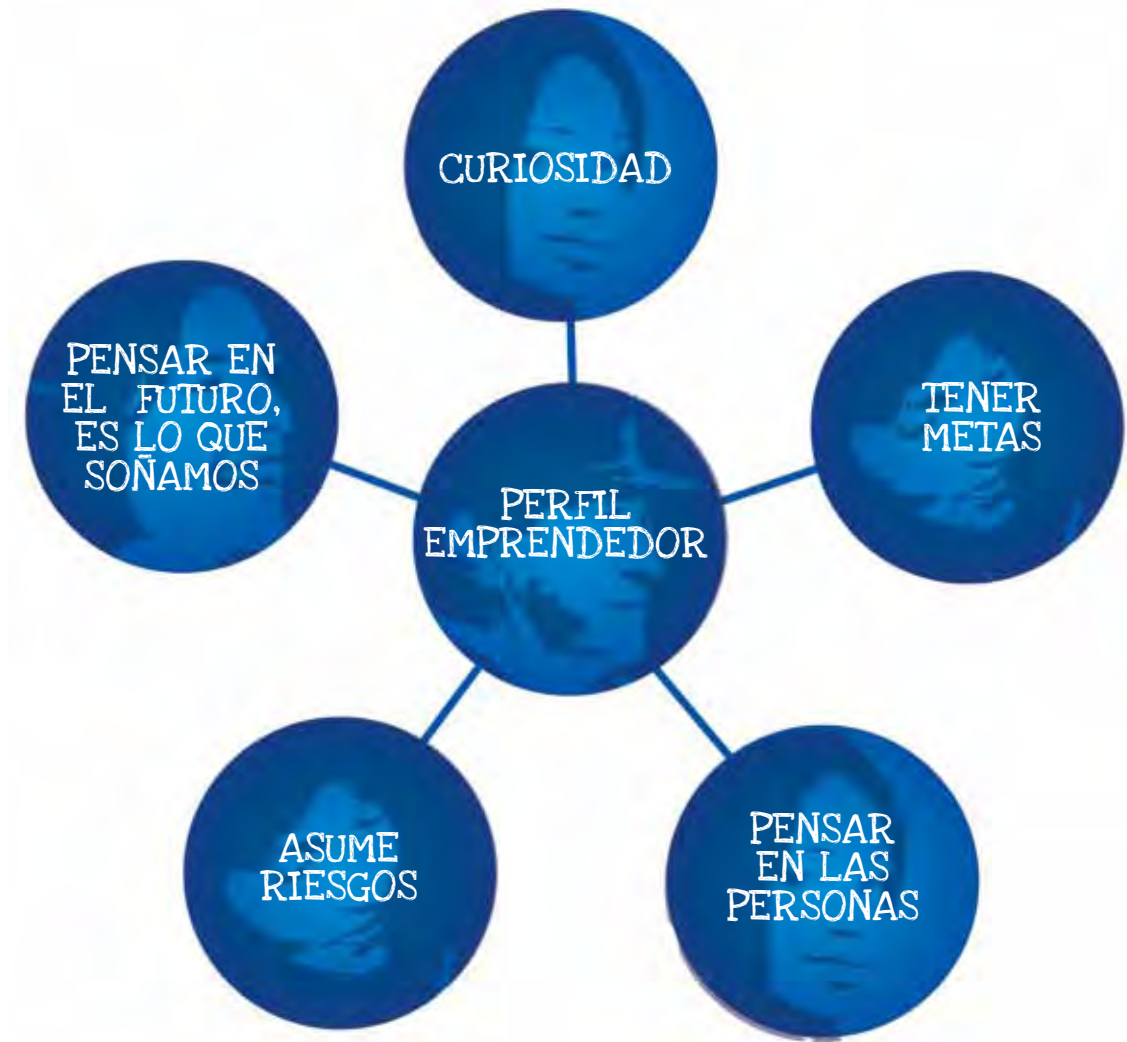 CURIOSIDAD
PENSAR EN
EL FUTURO,
ES LO QUE
SOÑAMOS
TENER
METAS
PERFIL
EMPRENDEDOR
ASUME
RIESGOS
PENSAR
EN LAS
PERSONAS